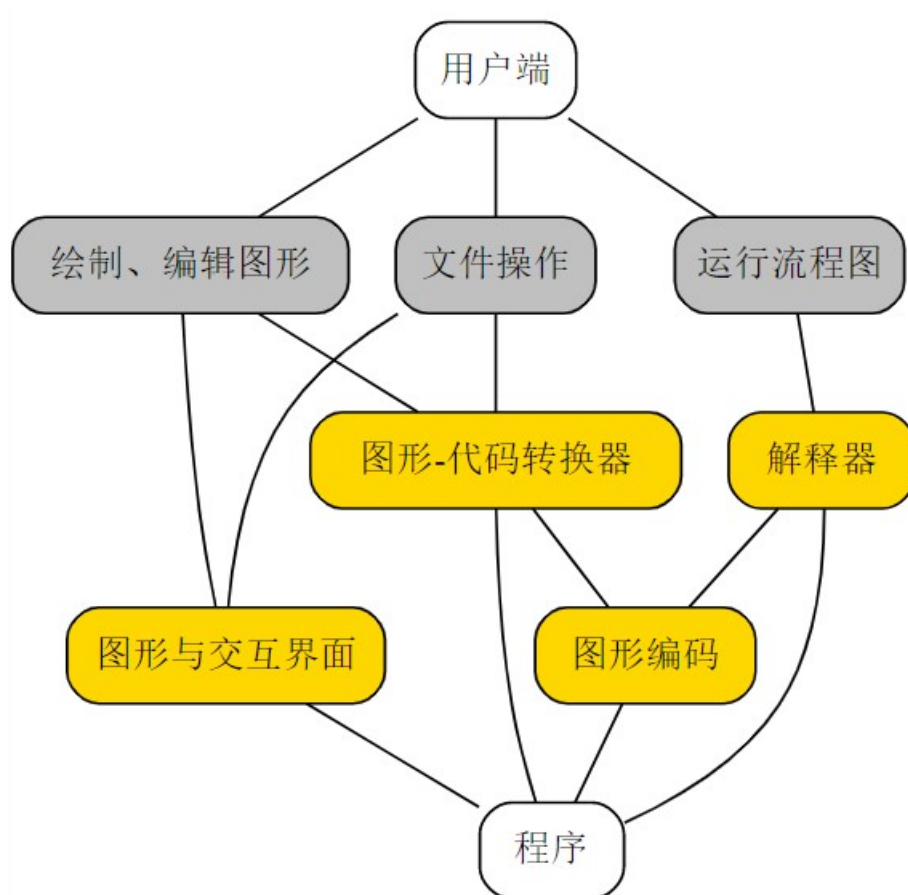 用户端
绘制、编辑图形
文件操作
运行流程图
图形-代码转换器
解释器
图形与交互界面
图形编码
程序